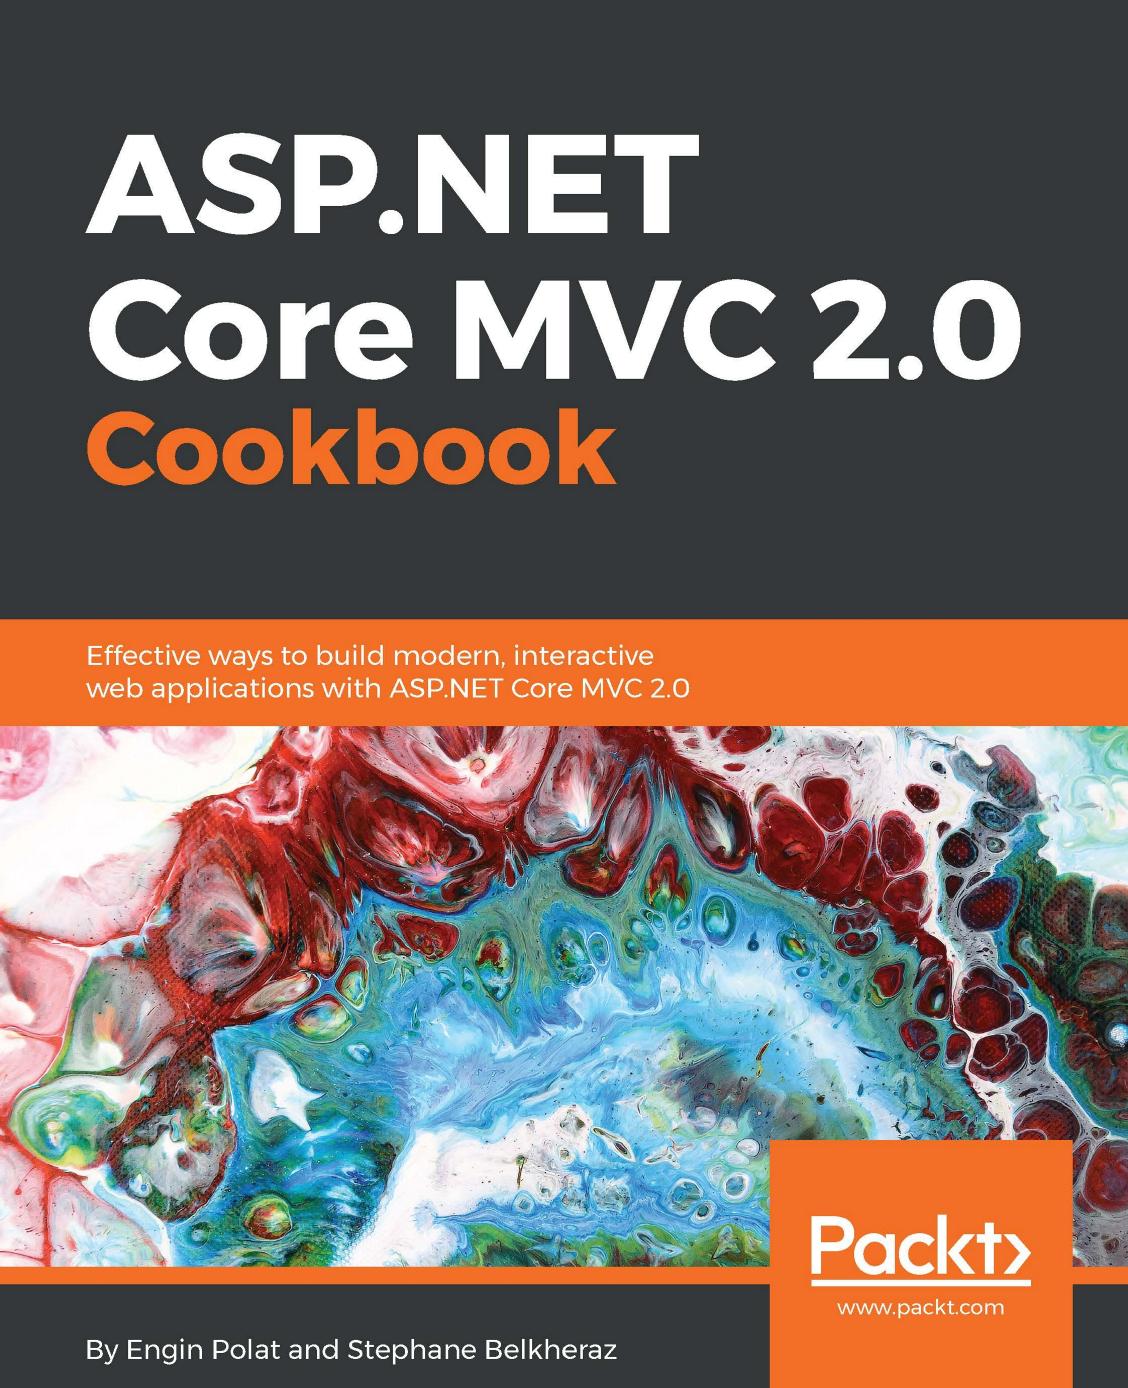 ASP.NET
Core MVC 2.0
Cookbook
Effective ways to build modern, interactive
web applications with ASP.NET Core MVC 2.0
Packt>
www.packt.com
By Engin Polat and Stephane Belkheraz